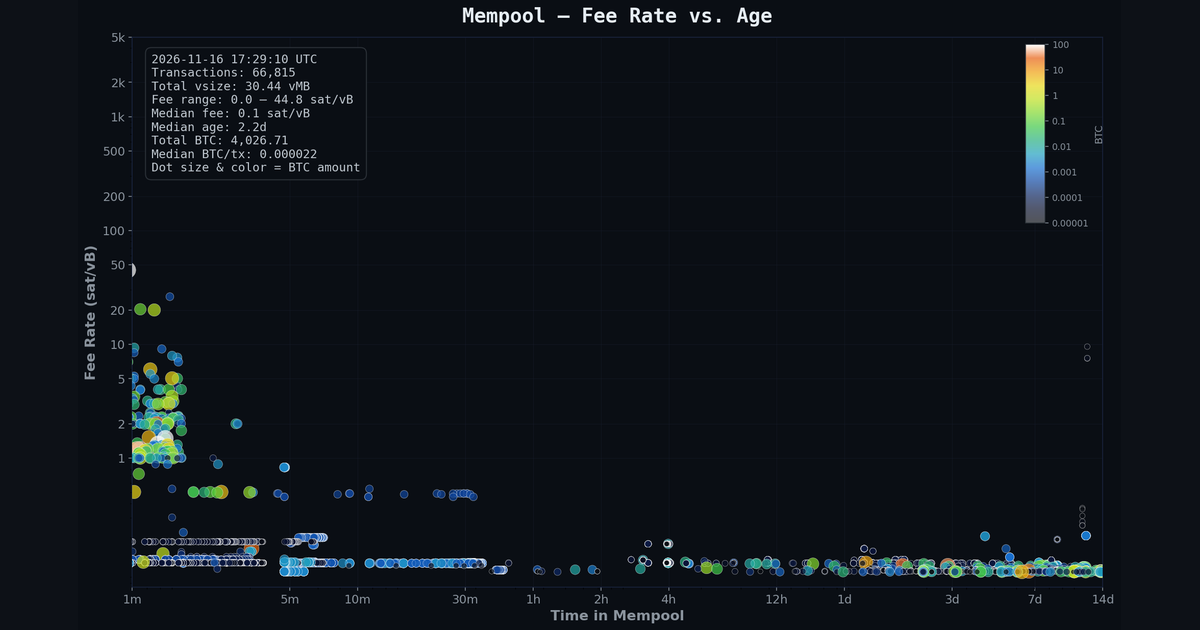 Mempool — Fee Rate vs. Age
2026-11-16 17:29:10 UTC
Transactions: 66,815
Total vsize: 30.44 vMB
Fee range: 0.0 – 44.8 sat/vB
Median fee: 0.1 sat/vB
Median age: 2.2d
Total BTC: 4,026.71
Median BTC/tx: 0.000022
Dot size & color = BTC amount
100
10
1
0.1
0.01
0.001
0.0001
0.00001
BTC
Fee Rate (sat/vB)
5k
2k
1k
500
200
100
50
20
10
5
2
1
1m
5m
10m
30m
1h
2h
4h
12h
1d
3d
7d
14d
Time in Mempool